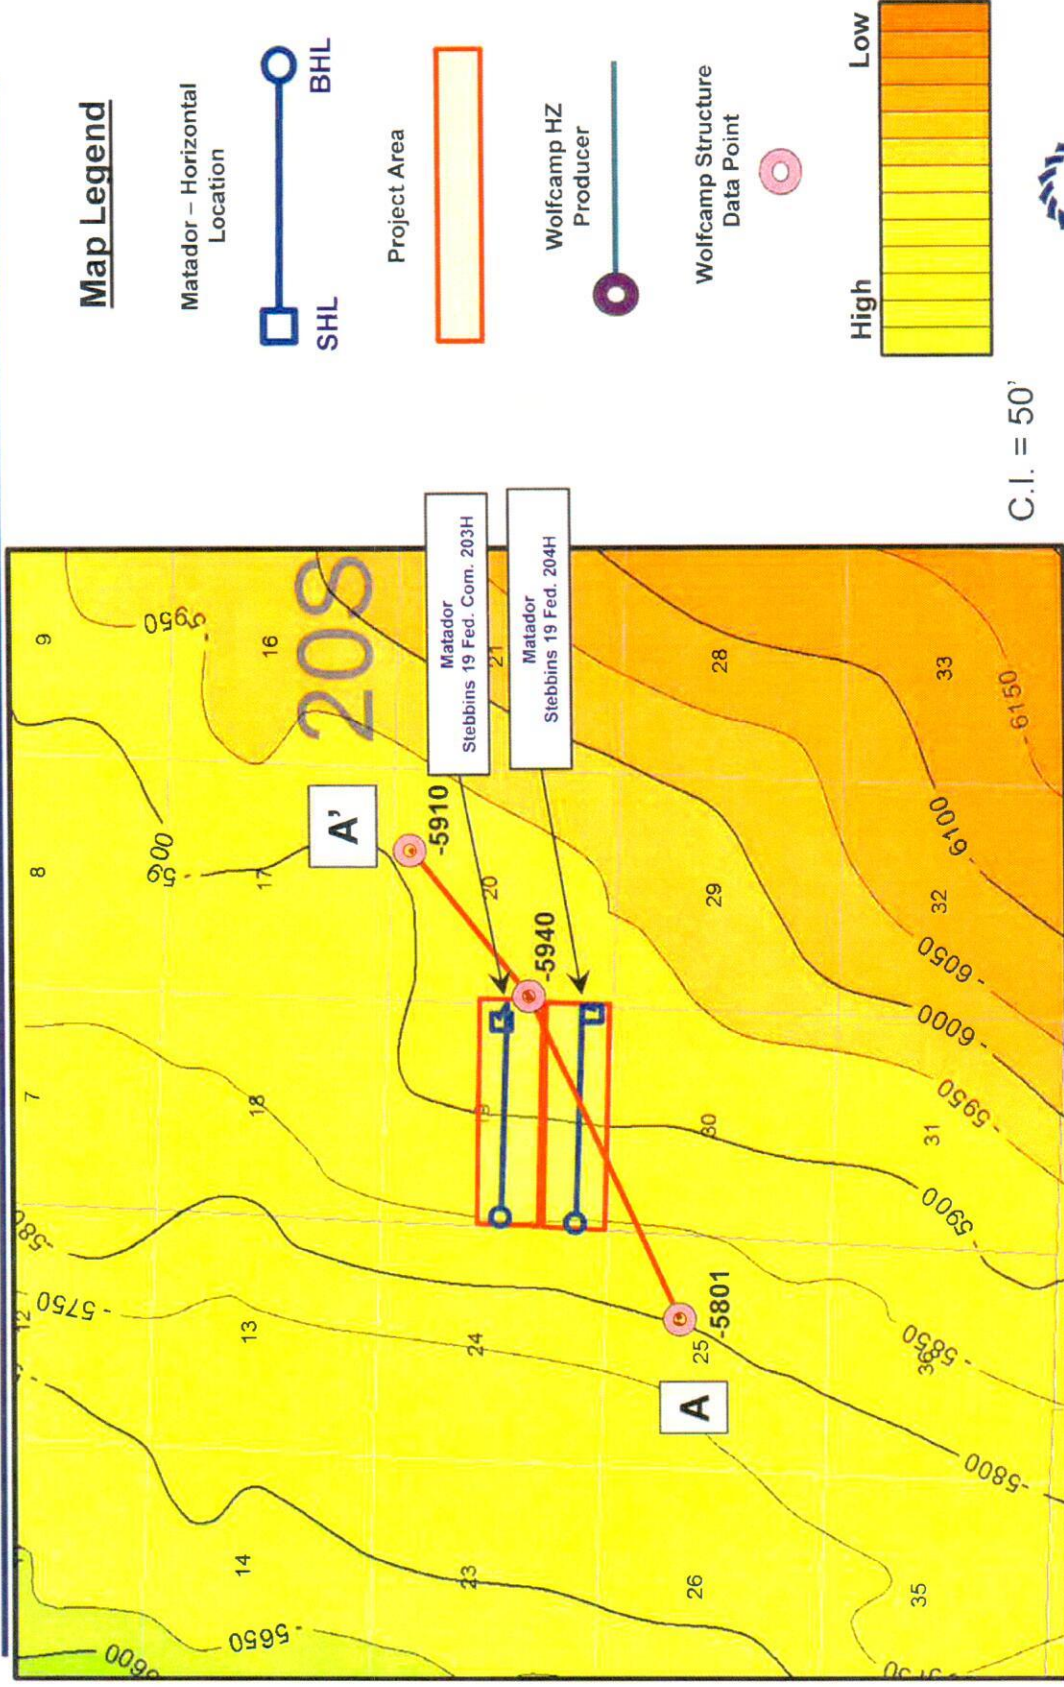 Map Legend
Matador – Horizontal
Location
SHL
BHL
Project Area
Wolfcamp HZ
Producer
Wolfcamp Structure
Data Point
High
Low
C.I. = 50'
20S
Matador
Stebbins 19 Fed. Com. 203H
Matador
Stebbins 19 Fed. 204H
A
A'
-5801
-5940
-5910
12
7
8
9
14
13
18
17
16
23
24
19
20
21
26
25
30
29
28
35
36
31
32
33
-5650
-5750
-5800
-5850
-5900
-5900
-5950
-5950
-6000
-6050
-6100
-6150